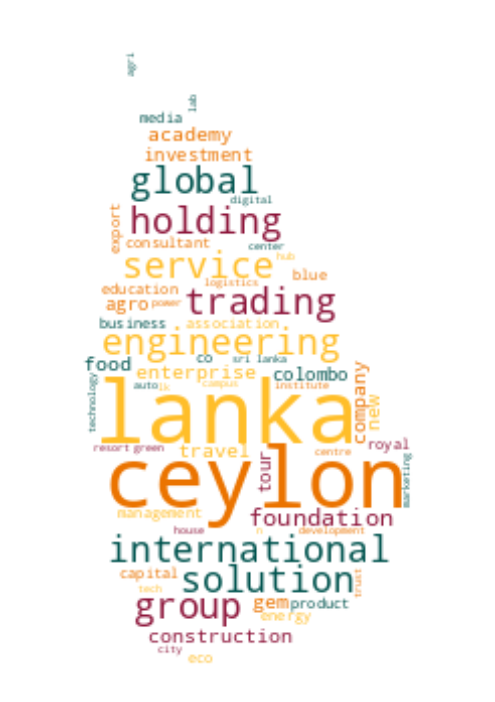 agri
lab
media
academy
investment
global
digital
holding
export
consultant
center
service
hub
blue
logistics
education
agro power trading
business association
engineering
food co sri lanka
enterprise colombo
technology
auto lk campus institute
company
lanka
new
resort green travel centre royal
tour
ceylon
marketing
management
foundation
house n development
international
capital solution trust
tech
group gem product
energy
construction
city
eco